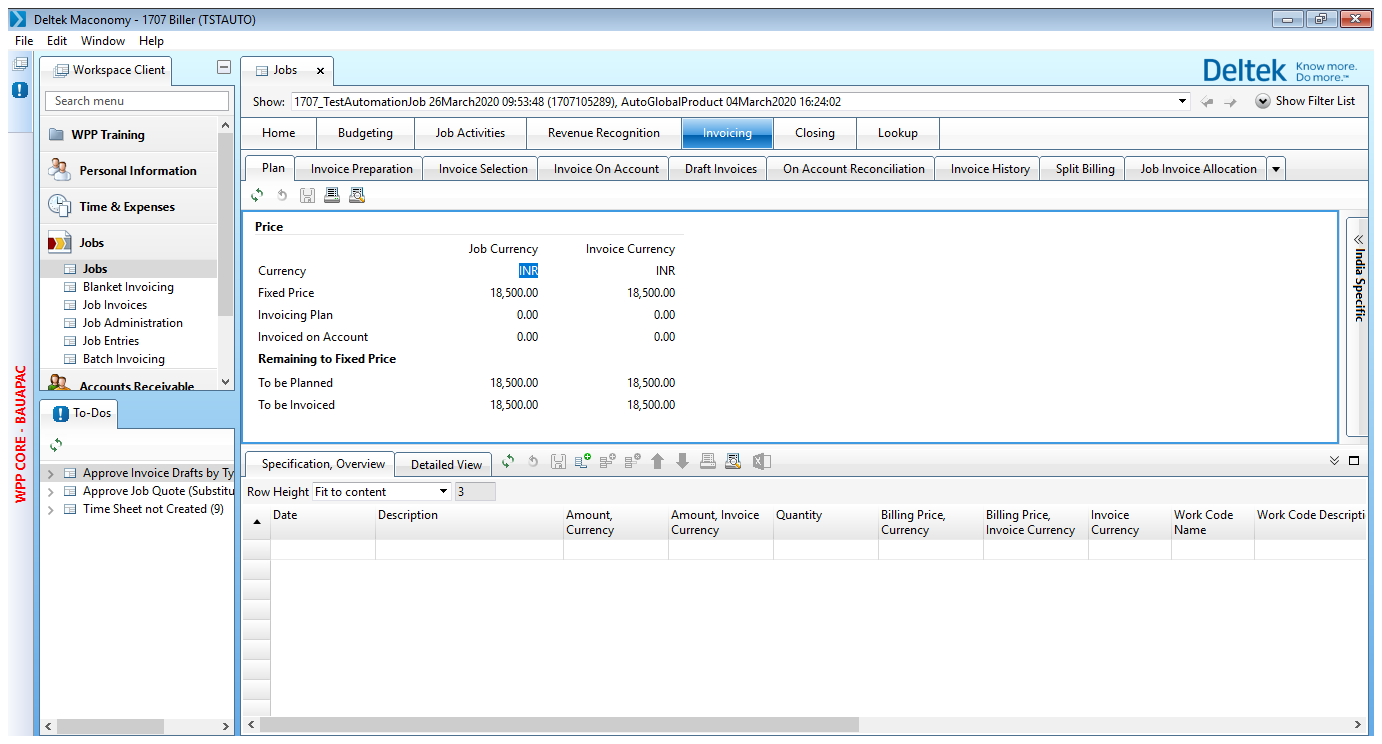 Deltek Maconomy - 1707 Biller (TSTAUTO)
File Edit Window Help
Workspace Client
Search menu
WPP Training
Personal Information
Time & Expenses
Jobs
Jobs
Blanket Invoicing
Job Invoices
Job Administration
Job Entries
Batch Invoicing
Accounts Receivable
To-Dos
Approve Invoice Drafts by Ty
Approve Job Quote (Substitu
Time Sheet not Created (9)
WPP CORE - BAUAPAC
Jobs x
Deltek Know more.
Do more.™
Show: 1707_TestAutomationJob 26March2020 09:53:48 (1707105289), AutoGlobalProduct 04March2020 16:24:02 Show Filter List
Home Budgeting Job Activities Revenue Recognition Invoicing Closing Lookup
Plan Invoice Preparation Invoice Selection Invoice On Account Draft Invoices On Account Reconciliation Invoice History Split Billing Job Invoice Allocation
Price
Job Currency Invoice Currency
Currency INR INR
Fixed Price 18,500.00 18,500.00
Invoicing Plan 0.00 0.00
Invoiced on Account 0.00 0.00
Remaining to Fixed Price
To be Planned 18,500.00 18,500.00
To be Invoiced 18,500.00 18,500.00
India Specific
Specification, Overview Detailed View
Row Height Fit to content 3
Date Description Amount, Currency Amount, Invoice Currency Quantity Billing Price, Currency Billing Price, Invoice Currency Invoice Currency Work Code Name Work Code Descripti